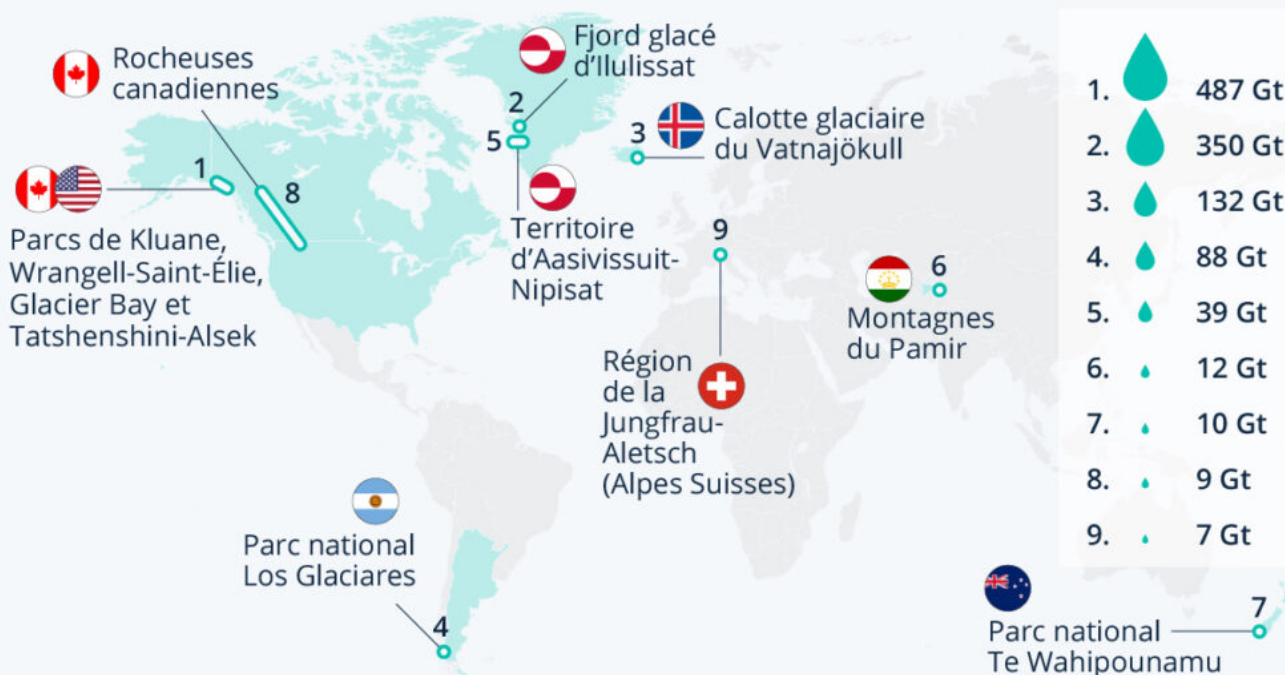 Rocheuses
canadiennes
Fjord glacé
d'Ilulissat
2
5
3
Calotte glaciaire
du Vatnajökull
1
8
Parcs de Kluane,
Wrangell-Saint-Élie,
Glacier Bay et
Tatshenshini-Alsek
Territoire
d'Aasivissuit-
Nipisat
9
6
Montagnes
du Pamir
Région
de la
Jungfrau-
Aletsch
(Alpes Suisses)
Parc national
Los Glaciares
4
7
Parc national
Te Wahipounamu
1. 487 Gt
2. 350 Gt
3. 132 Gt
4. 88 Gt
5. 39 Gt
6. 12 Gt
7. 10 Gt
8. 9 Gt
9. 7 Gt